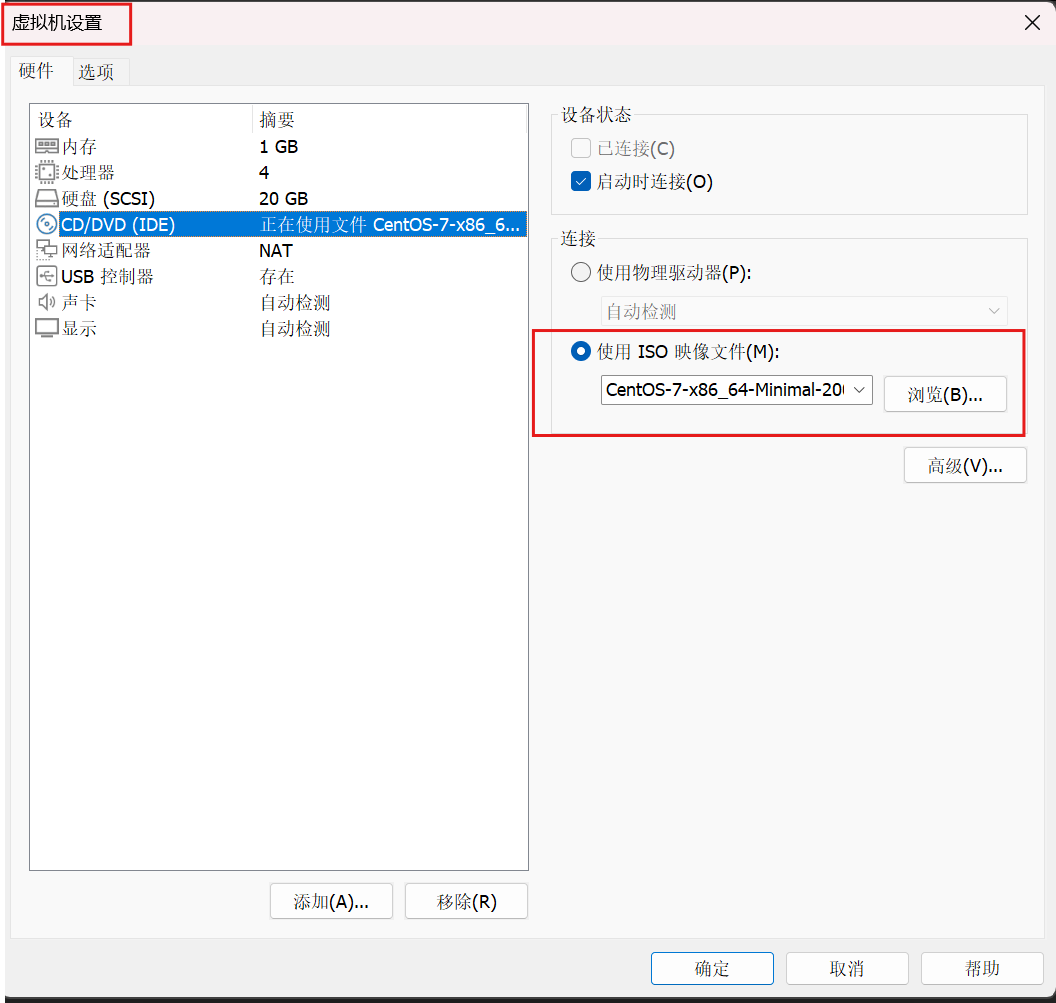 虚拟机设置
硬件 选项
设备 摘要
内存 1 GB
处理器 4
硬盘 (SCSI) 20 GB
CD/DVD (IDE) 正在使用文件 CentOS-7-x86_6...
网络适配器 NAT
USB 控制器 存在
声卡 自动检测
显示 自动检测
添加(A)...
移除(R)
设备状态
已连接(C)
启动时连接(O)
连接
使用物理驱动器(P):
自动检测
使用 ISO 映像文件(M):
CentOS-7-x86_64-Minimal-200
浏览(B)...
高级(V)...
确定
取消
帮助